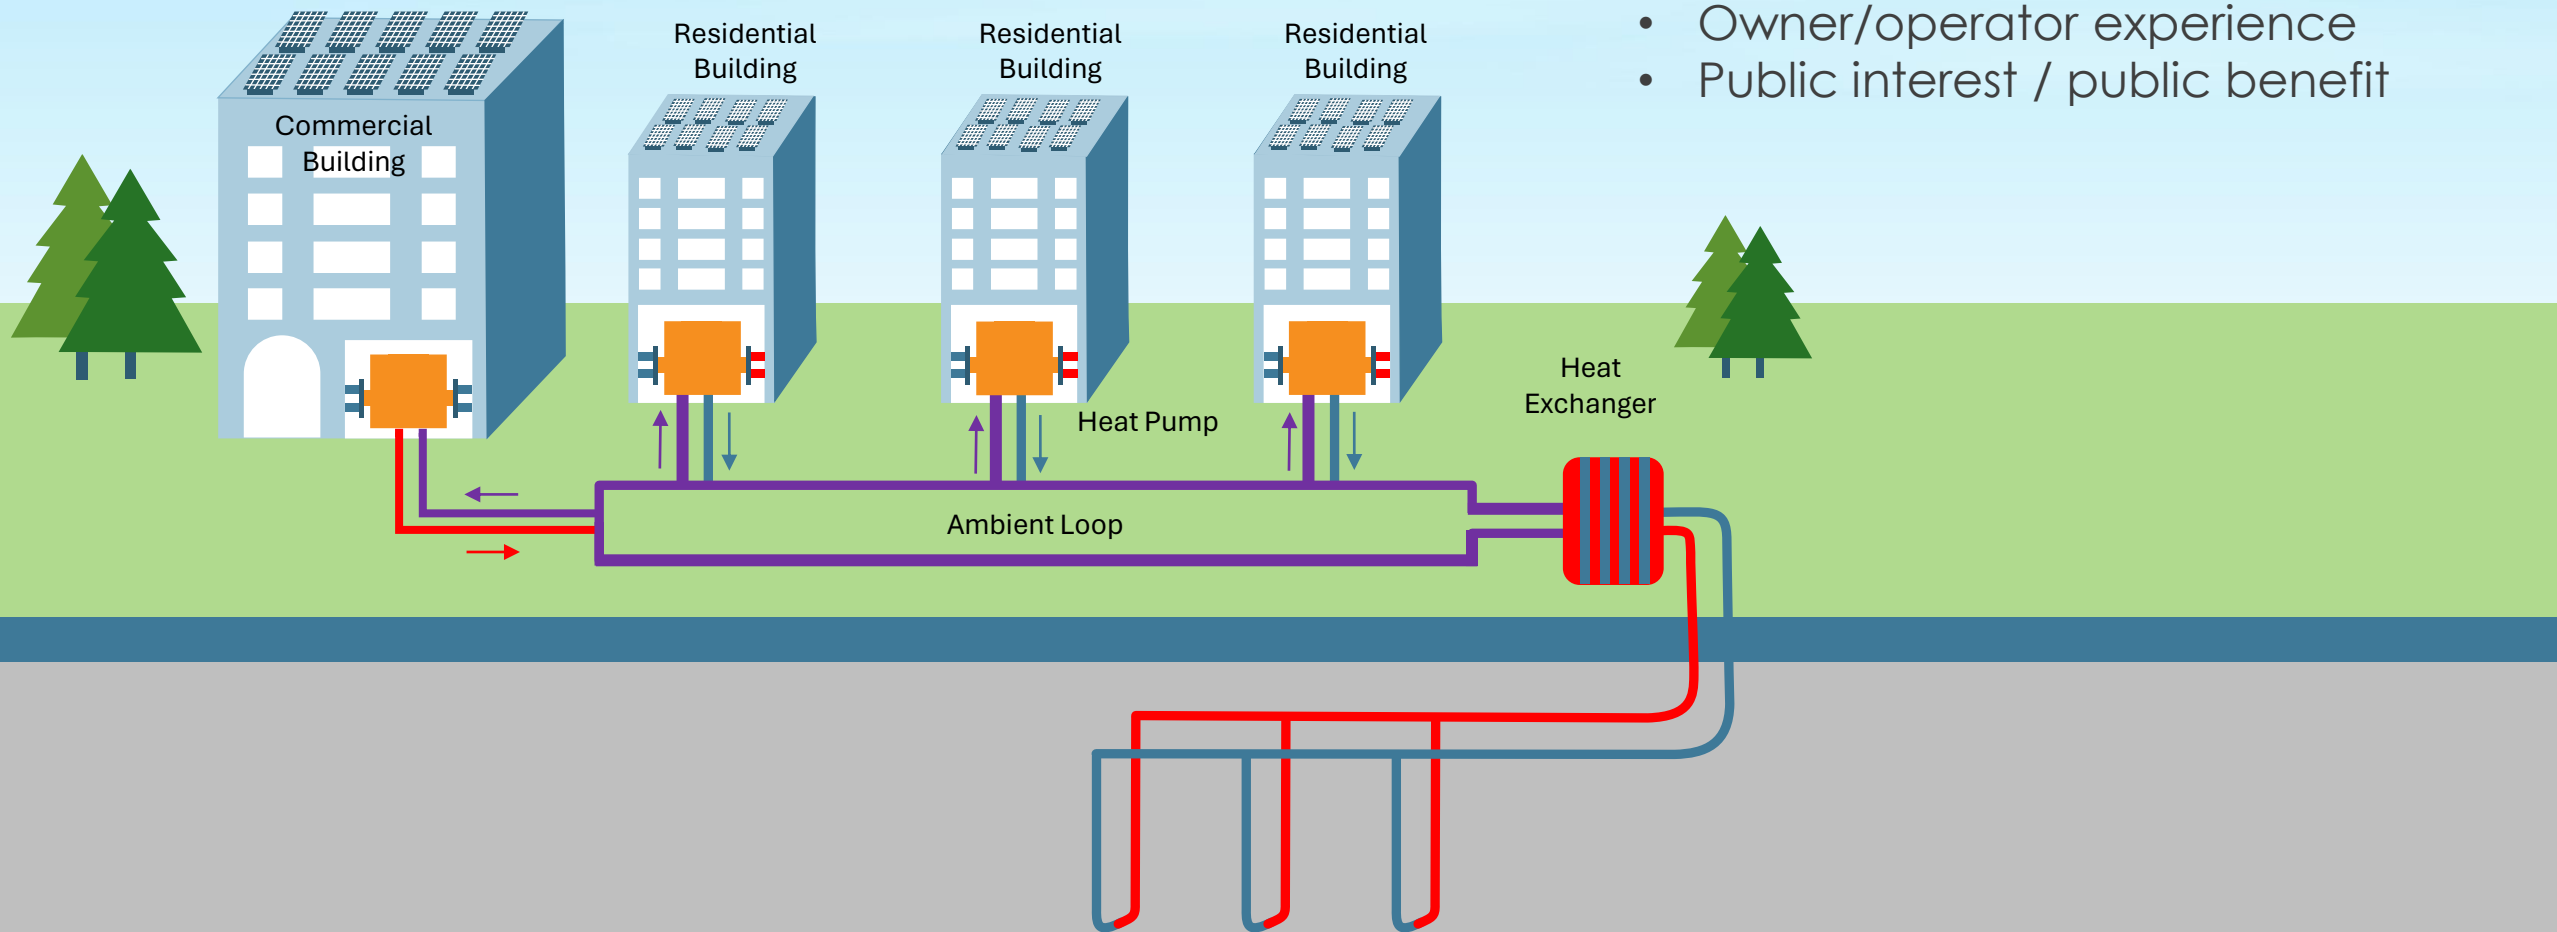 • Owner/operator experience
• Public interest / public benefit
Residential
Building
Residential
Building
Residential
Building
Commercial
Building
Heat
Exchanger
Heat Pump
Ambient Loop